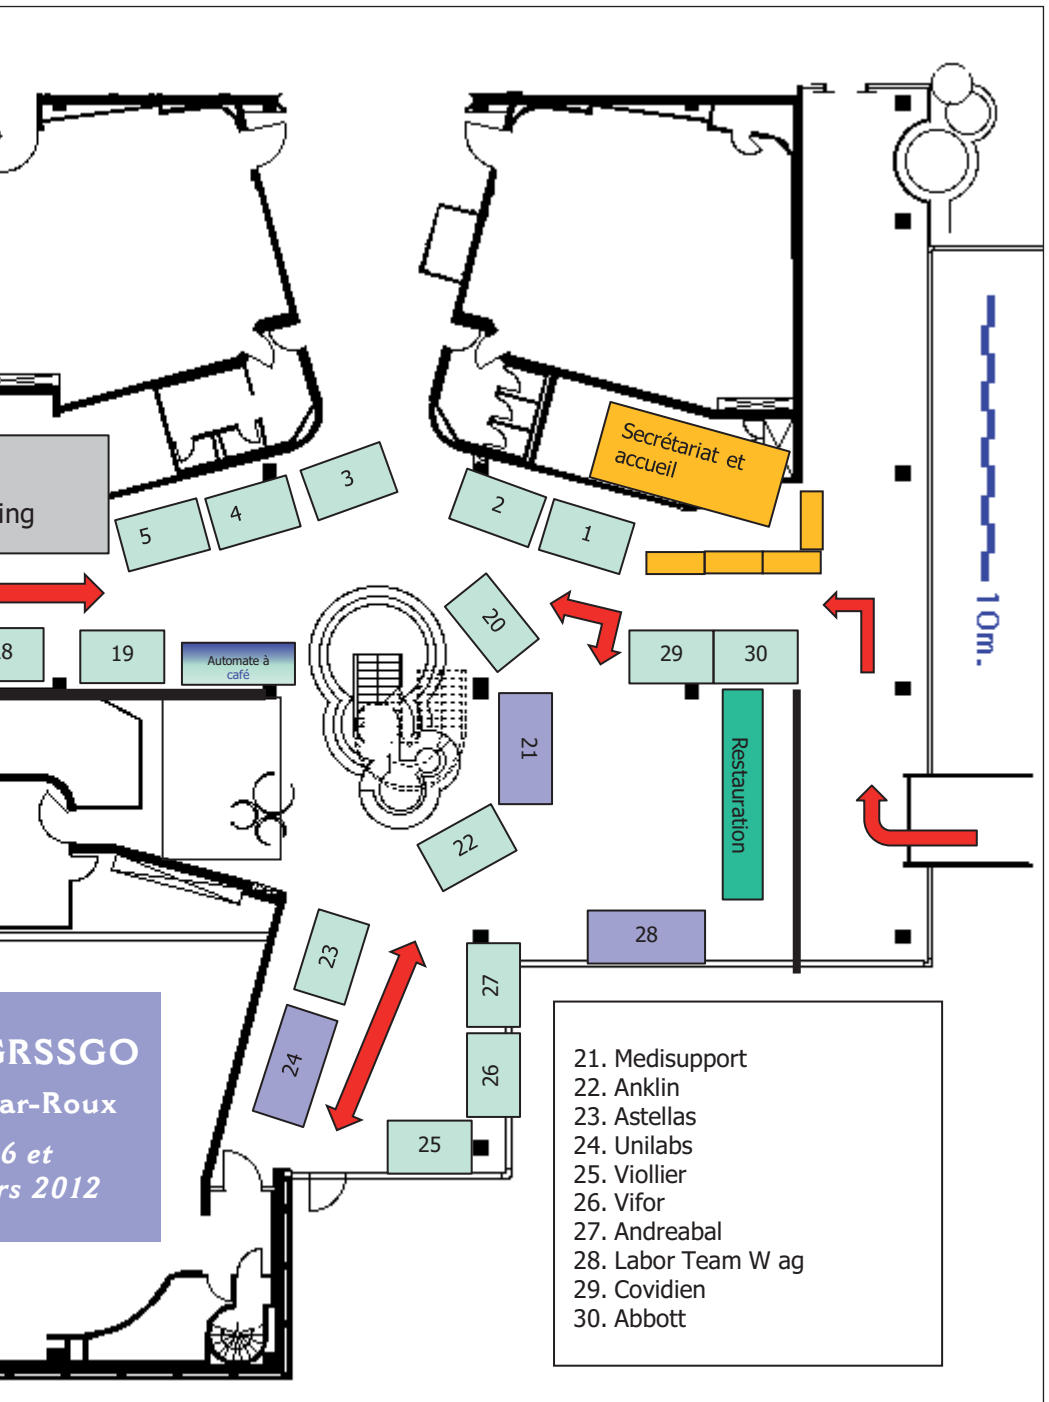 Secrétariat et
accueil
3
2
4
1
5
ing
10m.
20
8
19
Automate à
café
29
30
21
Restauration
22
28
23
27
24
26
25
GRSSGO
ar-Roux
6 et
rs 2012
21. Medisupport
22. Anklin
23. Astellas
24. Unilabs
25. Viollier
26. Vifor
27. Andreabal
28. Labor Team W ag
29. Covidien
30. Abbott